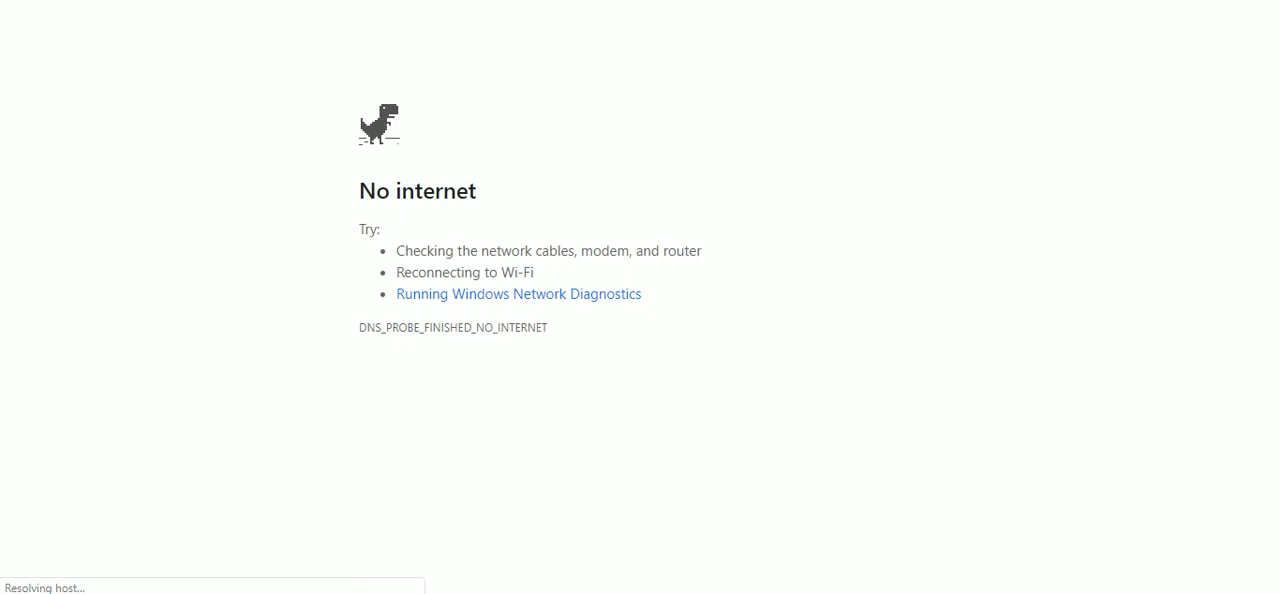 No internet
Try:
• Checking the network cables, modem, and router
• Reconnecting to Wi-Fi
• Running Windows Network Diagnostics
DNS_PROBE_FINISHED_NO_INTERNET
Resolving host...